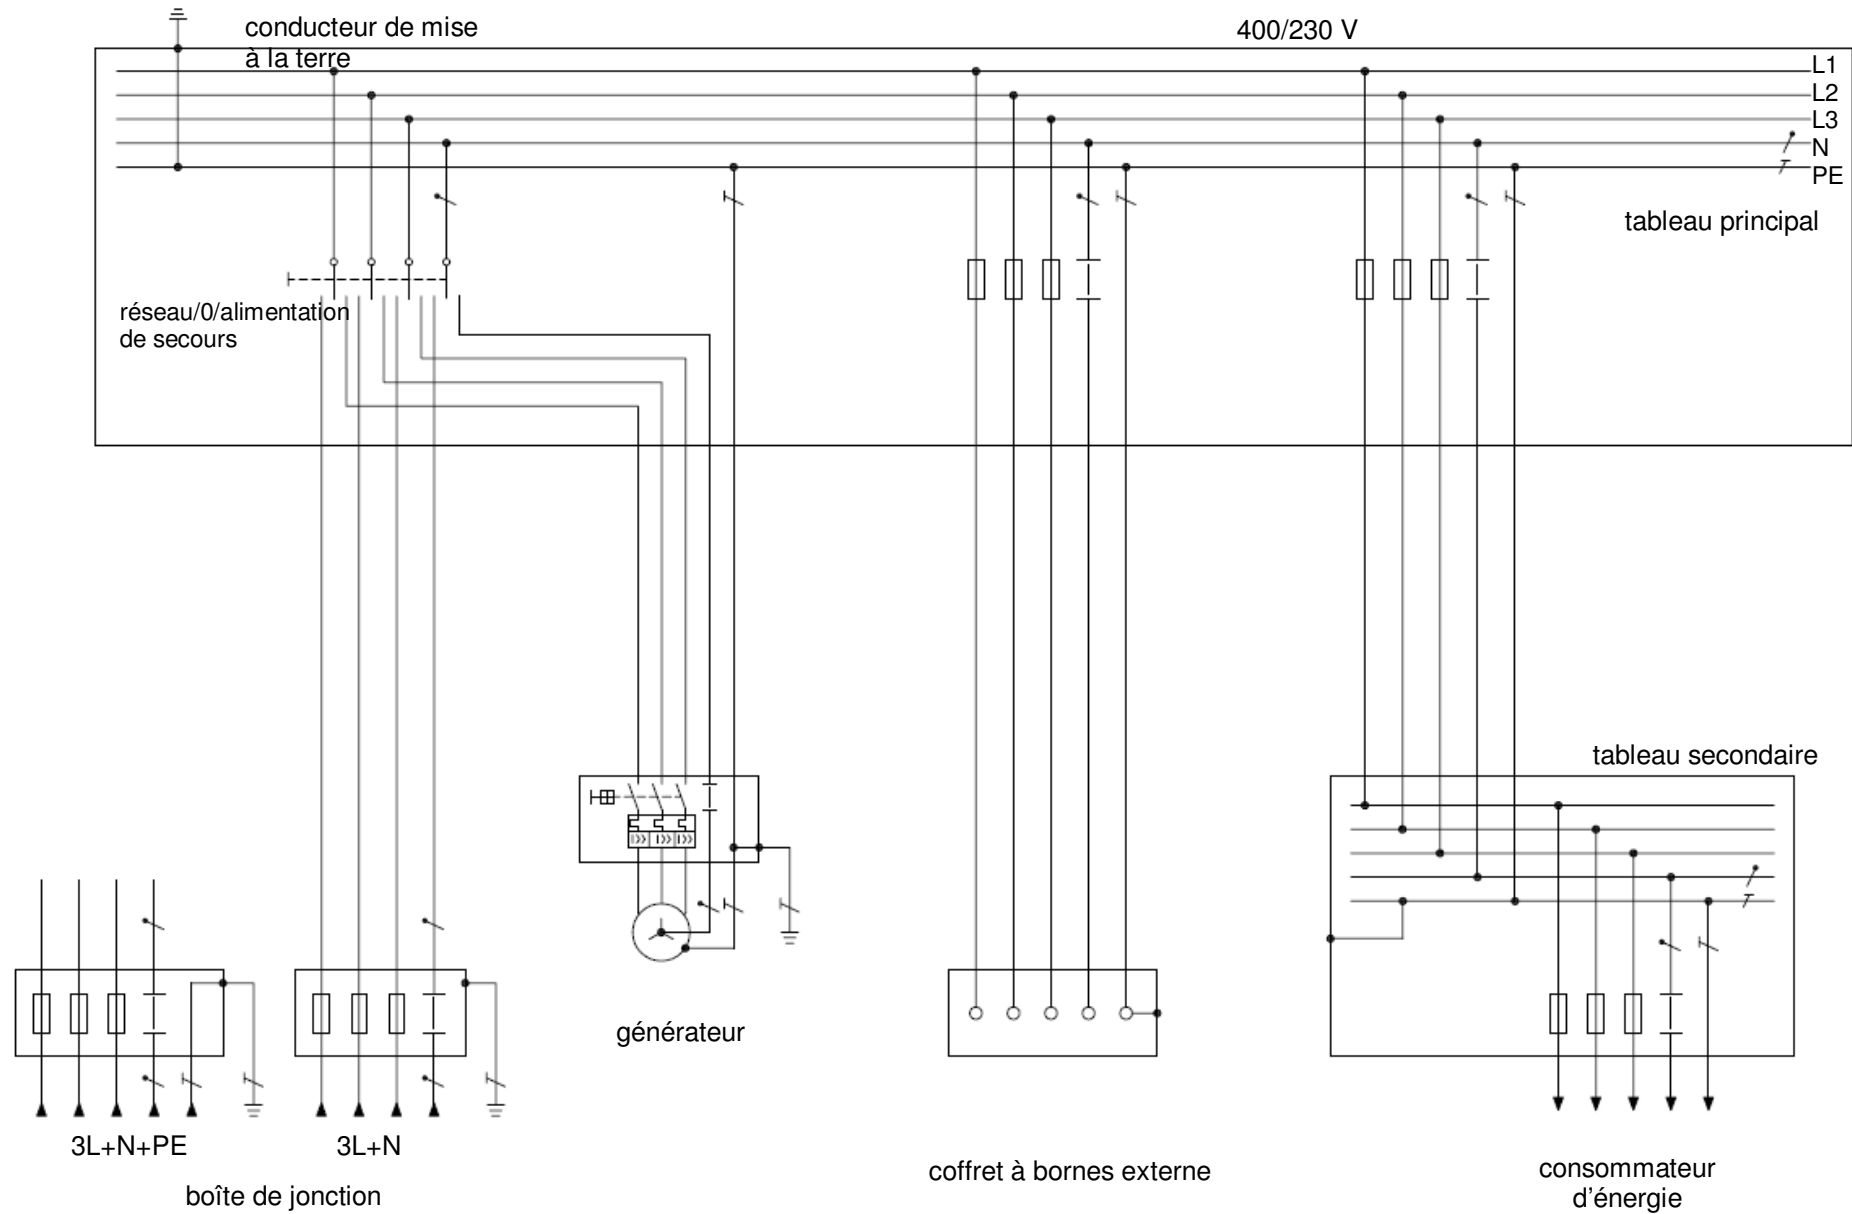 conducteur de mise
à la terre
400/230 V
L1
L2
L3
N
PE
tableau principal
réseau/0/alimentation
de secours
tableau secondaire
I>>
I>>
I>>
générateur
3L+N+PE
3L+N
boîte de jonction
coffret à bornes externe
consommateur
d’énergie